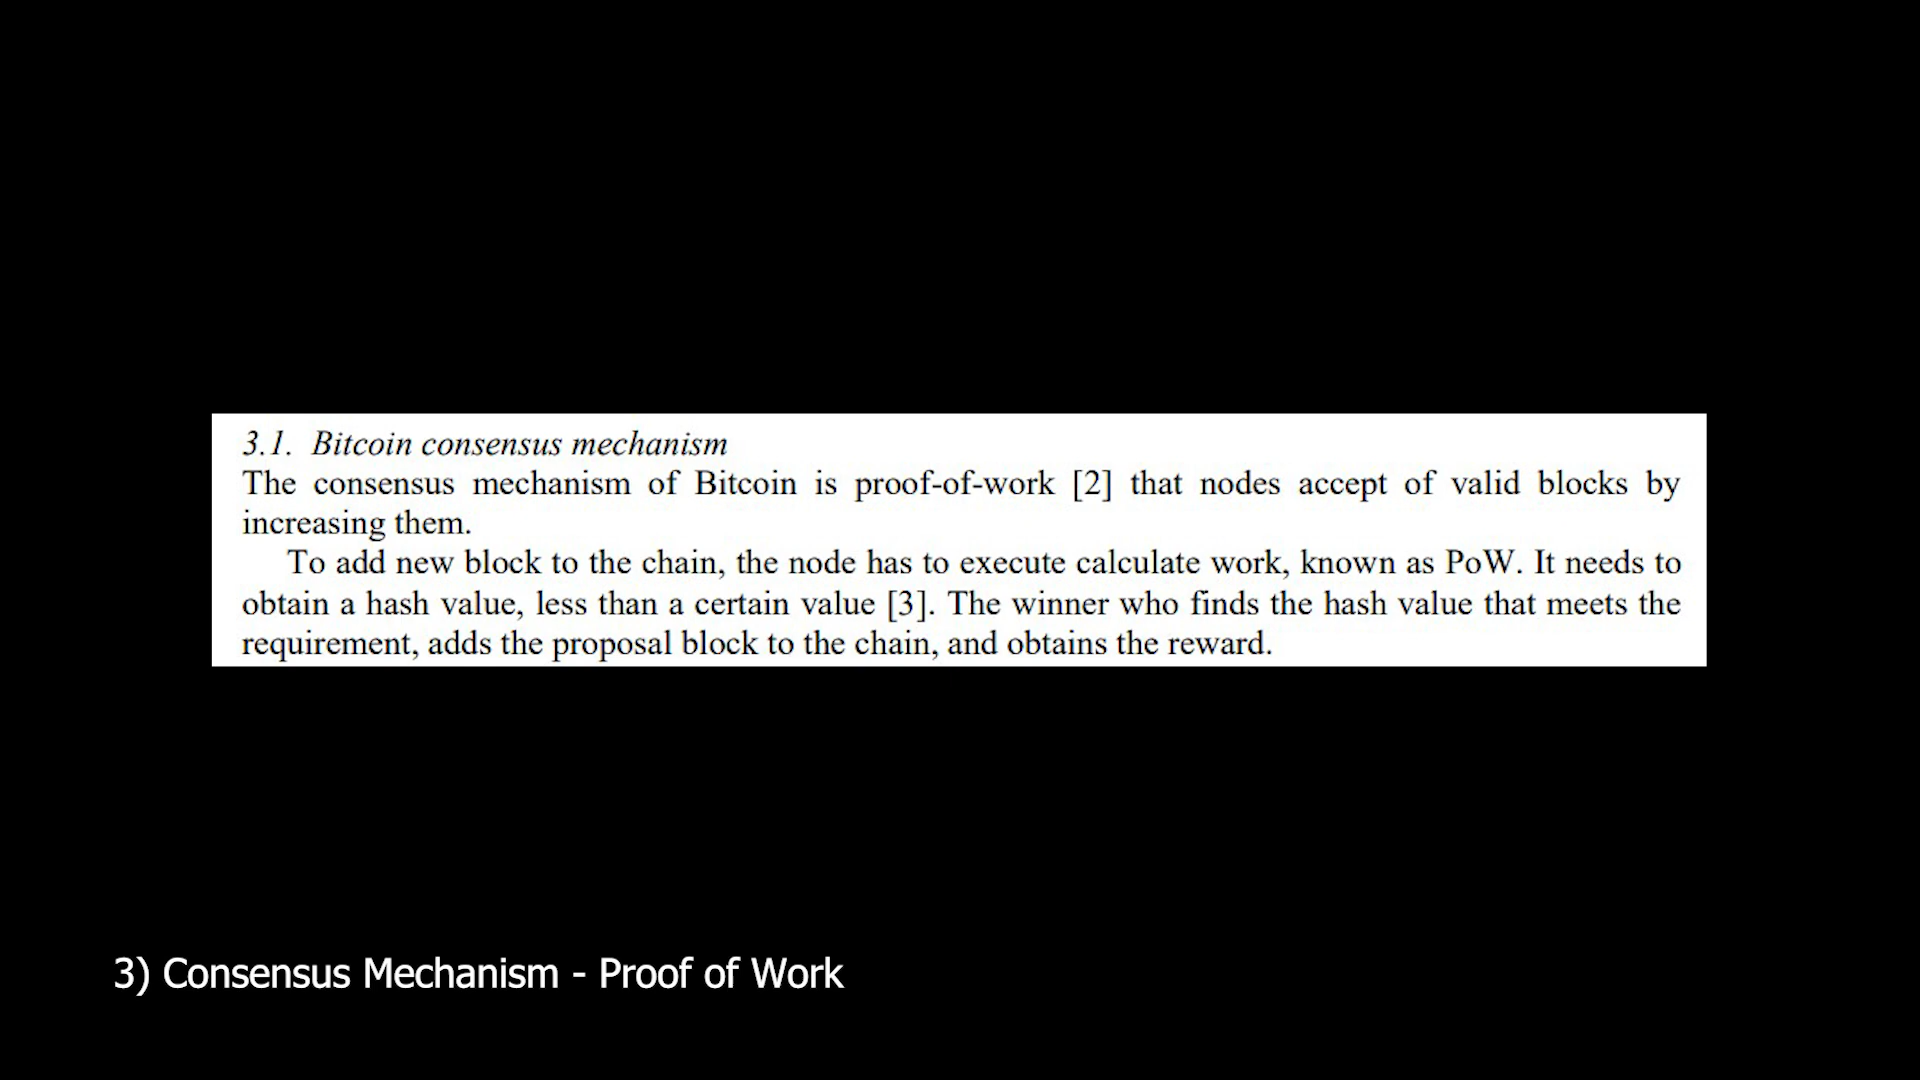 3.1. Bitcoin consensus mechanism
The consensus mechanism of Bitcoin is proof-of-work [2] that nodes accept of valid blocks by
increasing them.
To add new block to the chain, the node has to execute calculate work, known as PoW. It needs to
obtain a hash value, less than a certain value [3]. The winner who finds the hash value that meets the
requirement, adds the proposal block to the chain, and obtains the reward.
3) Consensus Mechanism - Proof of Work